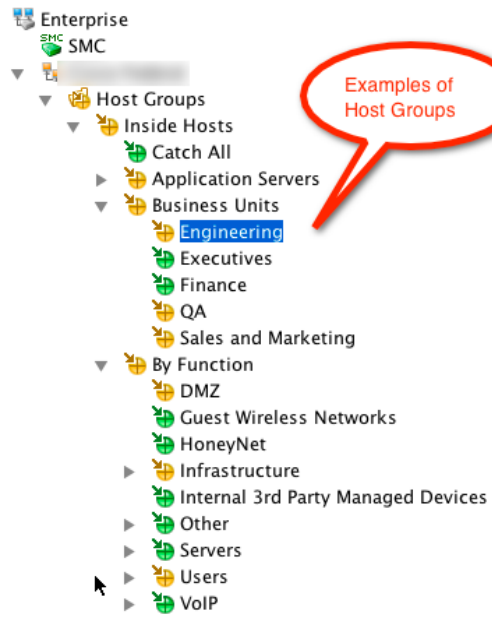 Enterprise
SMC SMC
Host Groups
Examples of
Host Groups
Inside Hosts
Catch All
Application Servers
Business Units
Engineering
Executives
Finance
QA
Sales and Marketing
By Function
DMZ
Guest Wireless Networks
HoneyNet
Infrastructure
Internal 3rd Party Managed Devices
Other
Servers
Users
VoIP